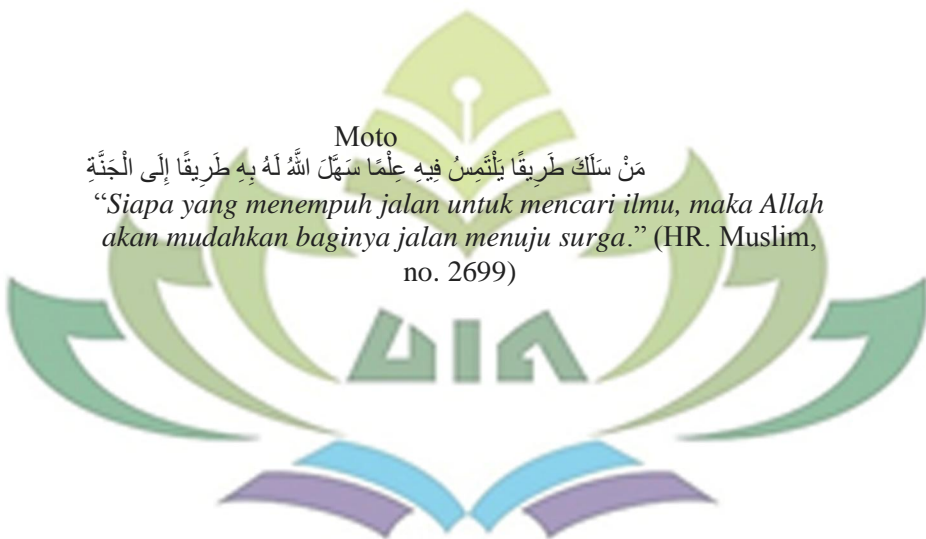 Moto
مَنْ سَلَكَ طَرِيقًا يَلْتَمِسُ فِيهِ عِلْمًا سَهَّلَ اللَّهُ لَهُ بِهِ طَرِيقًا إِلَى الْجَنَّةِ
“Siapa yang menempuh jalan untuk mencari ilmu, maka Allah
akan mudahkan baginya jalan menuju surga.” (HR. Muslim,
no. 2699)
UIN